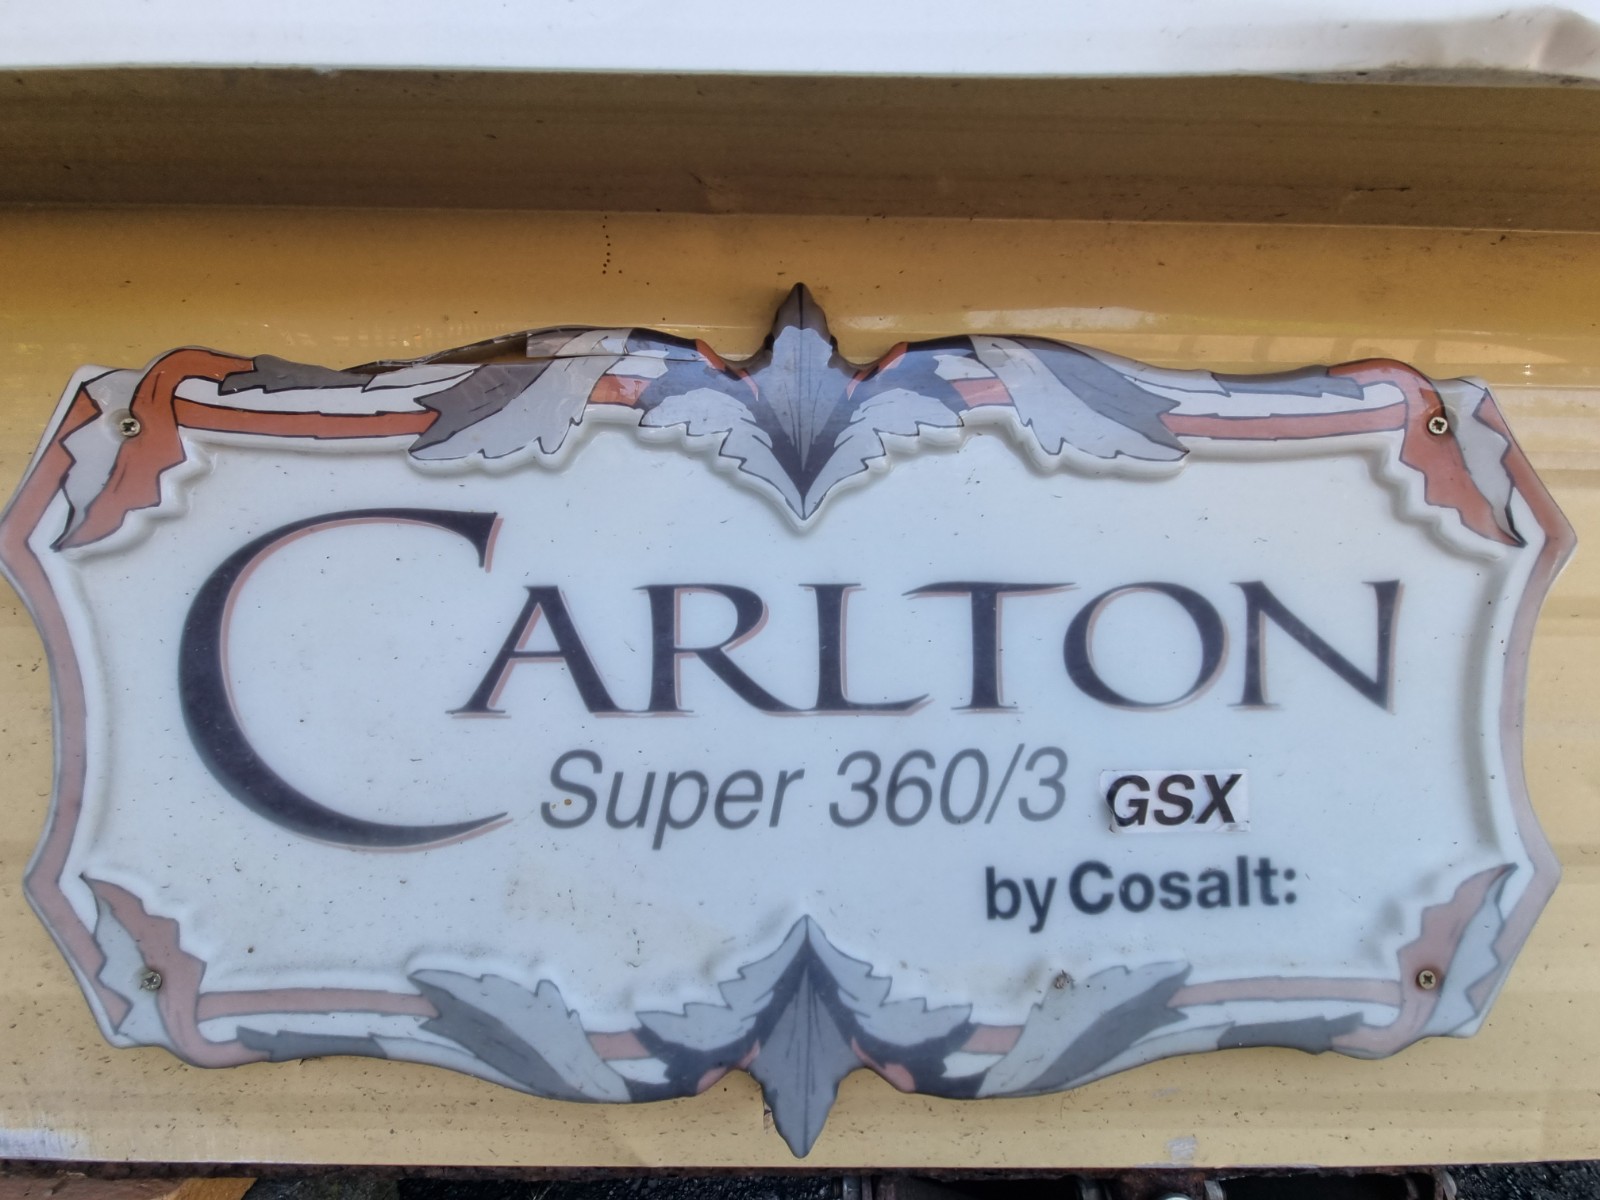 CARLTON
Super 360/3 GSX
by Cosalt: